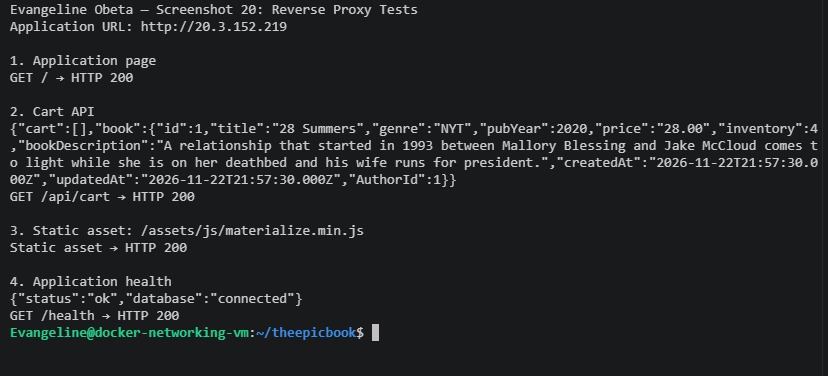 Evangeline Obeta — Screenshot 20: Reverse Proxy Tests
Application URL: http://20.3.152.219
1. Application page
GET / → HTTP 200
2. Cart API
{"cart":[],"book":{"id":1,"title":"28 Summers","genre":"NYT","pubYear":2020,"price":"28.00","inventory":4
,"bookDescription":"A relationship that started in 1993 between Mallory Blessing and Jake McCloud comes t
o light while she is on her deathbed and his wife runs for president.","createdAt":"2026-11-22T21:57:30.0
00Z","updatedAt":"2026-11-22T21:57:30.000Z","AuthorId":1}}
GET /api/cart → HTTP 200
3. Static asset: /assets/js/materialize.min.js
Static asset → HTTP 200
4. Application health
{"status":"ok","database":"connected"}
GET /health → HTTP 200
Evangeline@docker-networking-vm:~/theepicbook$